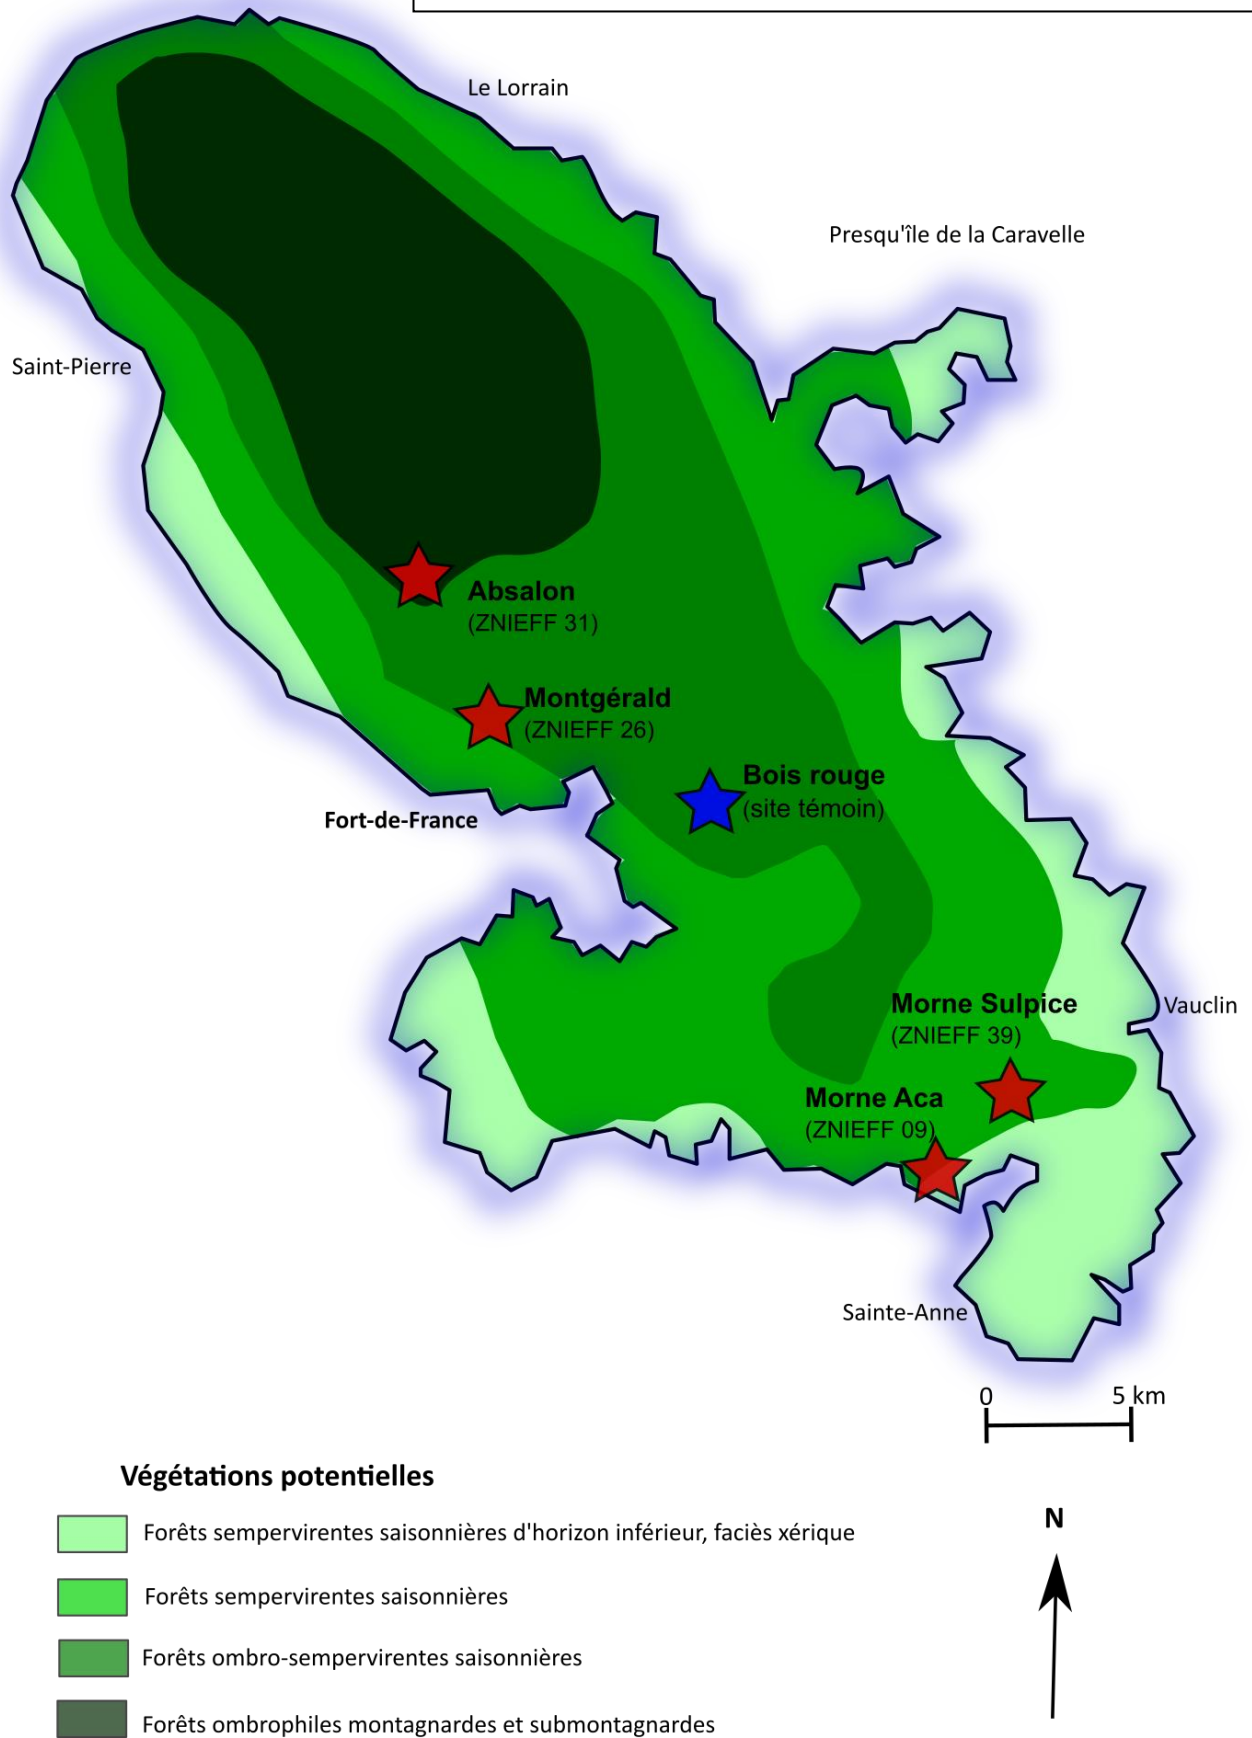 Le Lorrain
Presqu'île de la Caravelle
Saint-Pierre
Absalon
(ZNIEFF 31)
Montgérald
(ZNIEFF 26)
Bois rouge
(site témoin)
Fort-de-France
Morne Sulpice
(ZNIEFF 39)
Vauclin
Morne Aca
(ZNIEFF 09)
Sainte-Anne
0 5 km
Végétations potentielles
Forêts sempervirentes saisonnières d'horizon inférieur, faciès xérique
N
Forêts sempervirentes saisonnières
Forêts ombro-sempervirentes saisonnières
Forêts ombrophiles montagnardes et submontagnardes